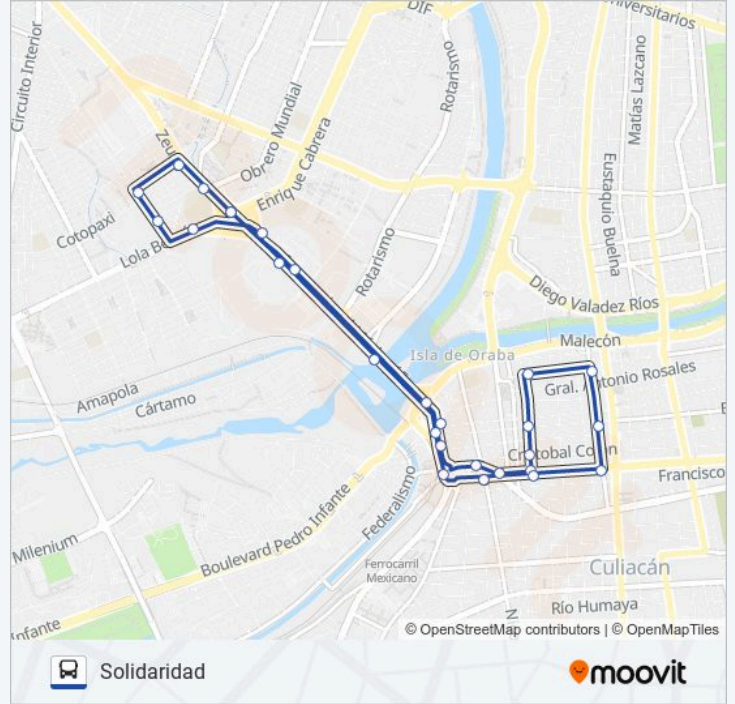 DIF
niversitarios
Circuito Interior
Rotarismo
Matías Lazcano
Obrero Mundial
Enrique Cabrera
Eustaquio Buelna
Cotopaxi
Lola Be
Rotarismo
Diego Valadez Ríos
Malecón
Isla de Oraba
Gral. Antonio Rosales
Amapola
Cártamo
Cristobal Colón
Francisco
Federalismo
Boulevard Pedro Infante
Milenium
Ferrocarril
Mexicano
Culiacán
Río Humaya
Infante
N
© OpenStreetMap contributors | © OpenMapTiles
Solidaridad
moovit